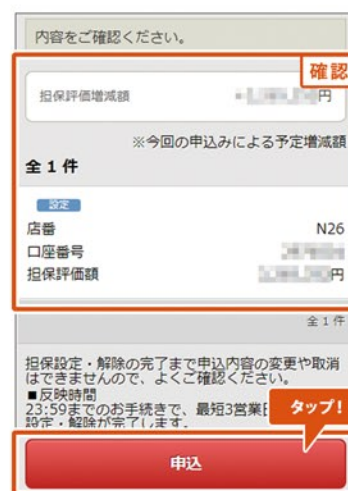 内容をご確認ください。
確認
担保評価増減額 円
※今回の申込みによる予定増減額
全1件
設定
店番 N26
口座番号
担保評価額 円
全1件
担保設定・解除の完了まで申込内容の変更や取消
はできませんので、よくご確認ください。
■反映時間
23:59までのお手続きで、最短3営業
タップ!
設定・解除が完了します。
申込